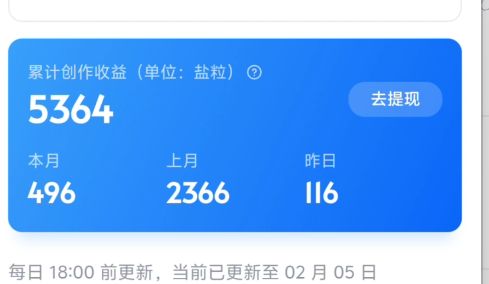 累计创作收益（单位：盐粒）
5364
去提现
本月 上月 昨日
496 2366 116
每日 18:00 前更新，当前已更新至 02 月 05 日